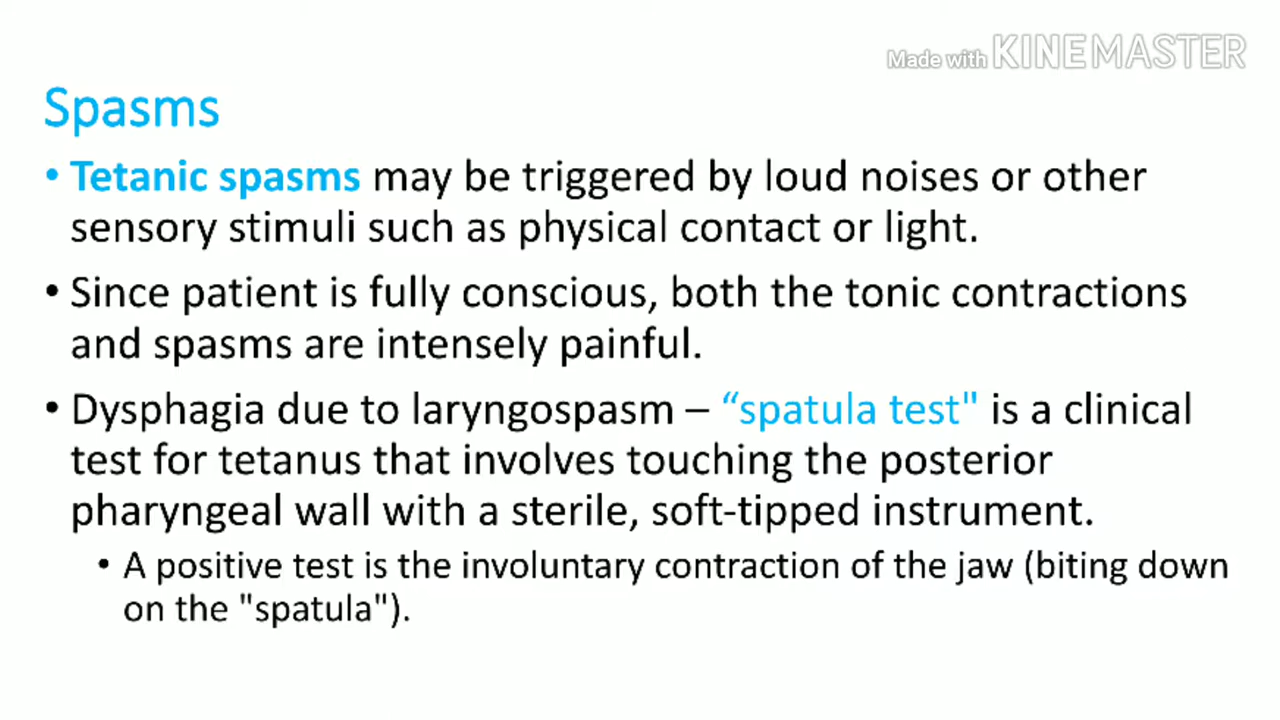 Made with KINEMASTER
Spasms
• Tetanic spasms may be triggered by loud noises or other
sensory stimuli such as physical contact or light.
• Since patient is fully conscious, both the tonic contractions
and spasms are intensely painful.
• Dysphagia due to laryngospasm – “spatula test" is a clinical
test for tetanus that involves touching the posterior
pharyngeal wall with a sterile, soft-tipped instrument.
• A positive test is the involuntary contraction of the jaw (biting down
on the "spatula").